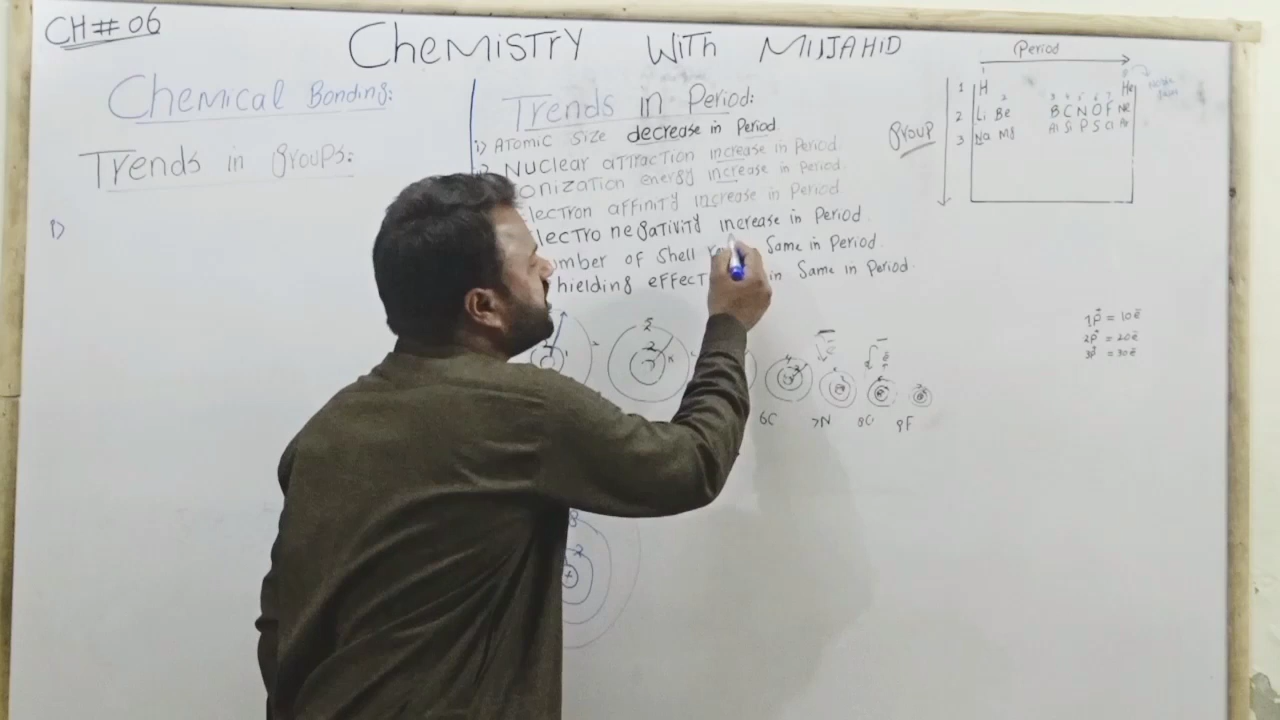 CH# 06
CHEMISTRY WITH MUJAHID
Chemical Bonding:
Trends in groups:
1)
Trends in Period:
1) Atomic Size decrease in Period
Nuclear attraction increase in Period.
onization energy increase in Period.
lectron affinity increase in Period.
lectro negativity increase in Period.
umber of Shell Same in Period.
hielding effect in Same in Period.
Period
group
1 H He
2 Li Be B C N O F Ne
3 Na Mg Al Si P S Cl Ar
1P = 10e
2P = 20e
3P = 30e
6C 7N 8O 9F